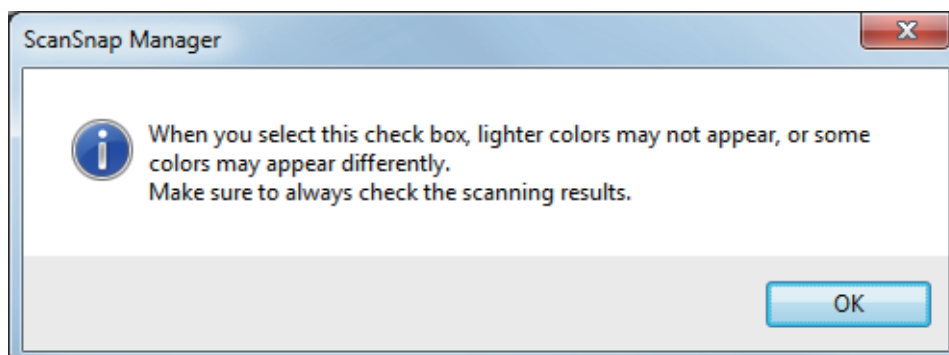 ScanSnap Manager
When you select this check box, lighter colors may not appear, or some
colors may appear differently.
Make sure to always check the scanning results.
OK